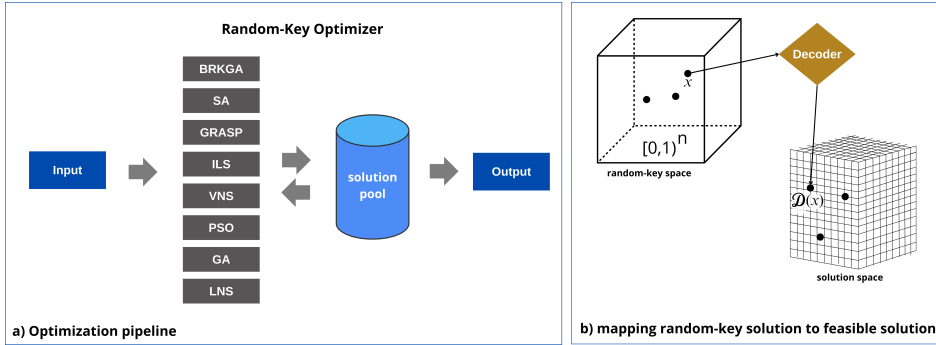 Random-Key Optimizer
BRKGA
SA
GRASP
ILS
VNS
PSO
GA
LNS
Input
solution
pool
Output
a) Optimization pipeline
x
[0,1)^n
random-key space
Decoder
𝒟(x)
solution space
b) mapping random-key solution to feasible solution